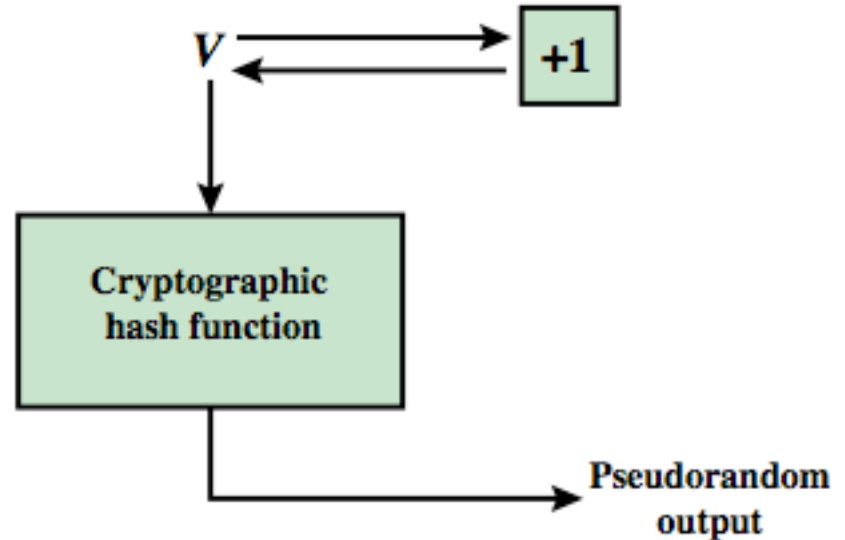 V
+1
Cryptographic
hash function
Pseudorandom
output